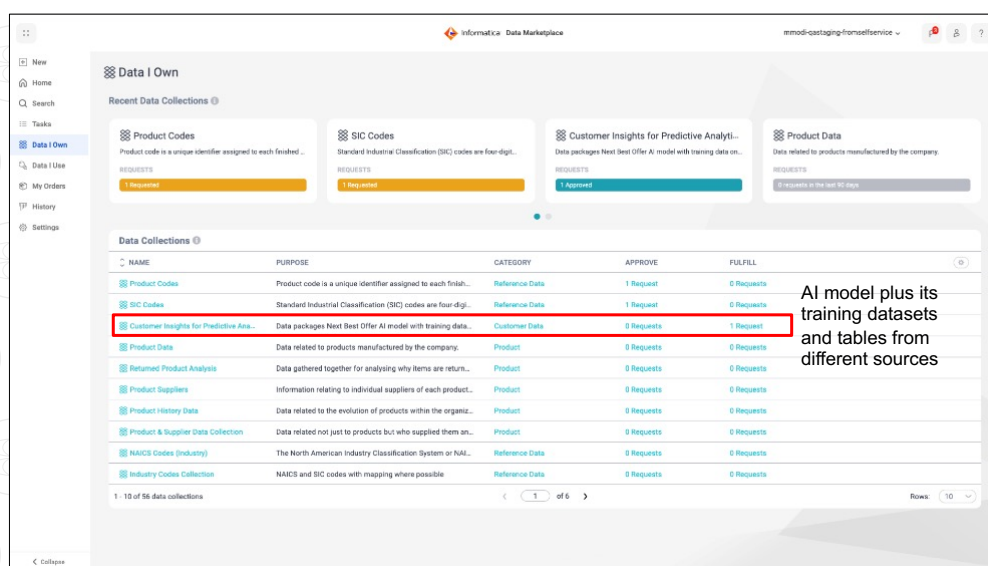 Informatica Data Marketplace
mmodi-qastaging-fromselfservice
?
New
Home
Search
Tasks
Data I Own
Data I Use
My Orders
History
Settings
Collapse
Data I Own
Recent Data Collections
Product Codes
Product code is a unique identifier assigned to each finished ...
REQUESTS
1 Requested
SIC Codes
Standard Industrial Classification (SIC) codes are four-digit...
REQUESTS
1 Requested
Customer Insights for Predictive Analyti...
Data packages Next Best Offer AI model with training data on...
REQUESTS
1 Approved
Product Data
Data related to products manufactured by the company.
REQUESTS
0 requests in the last 90 days
Data Collections
NAME PURPOSE CATEGORY APPROVE FULFILL
Product Codes Product code is a unique identifier assigned to each finish... Reference Data 1 Request 0 Requests
SIC Codes Standard Industrial Classification (SIC) codes are four-digi... Reference Data 1 Request 0 Requests
Customer Insights for Predictive Ana... Data packages Next Best Offer AI model with training data... Customer Data 0 Requests 1 Request
Product Data Data related to products manufactured by the company. Product 0 Requests 0 Requests
Returned Product Analysis Data gathered together for analysing why items are return... Product 0 Requests 0 Requests
Product Suppliers Information relating to individual suppliers of each product... Product 0 Requests 0 Requests
Product History Data Data related to the evolution of products within the organiz... Product 0 Requests 0 Requests
Product & Supplier Data Collection Data related not just to products but who supplied them an... Product 0 Requests 0 Requests
NAICS Codes (Industry) The North American Industry Classification System or NAI... Reference Data 0 Requests 0 Requests
Industry Codes Collection NAICS and SIC codes with mapping where possible Reference Data 0 Requests 0 Requests
1 - 10 of 56 data collections
1 of 6
Rows: 10
AI model plus its
training datasets
and tables from
different sources